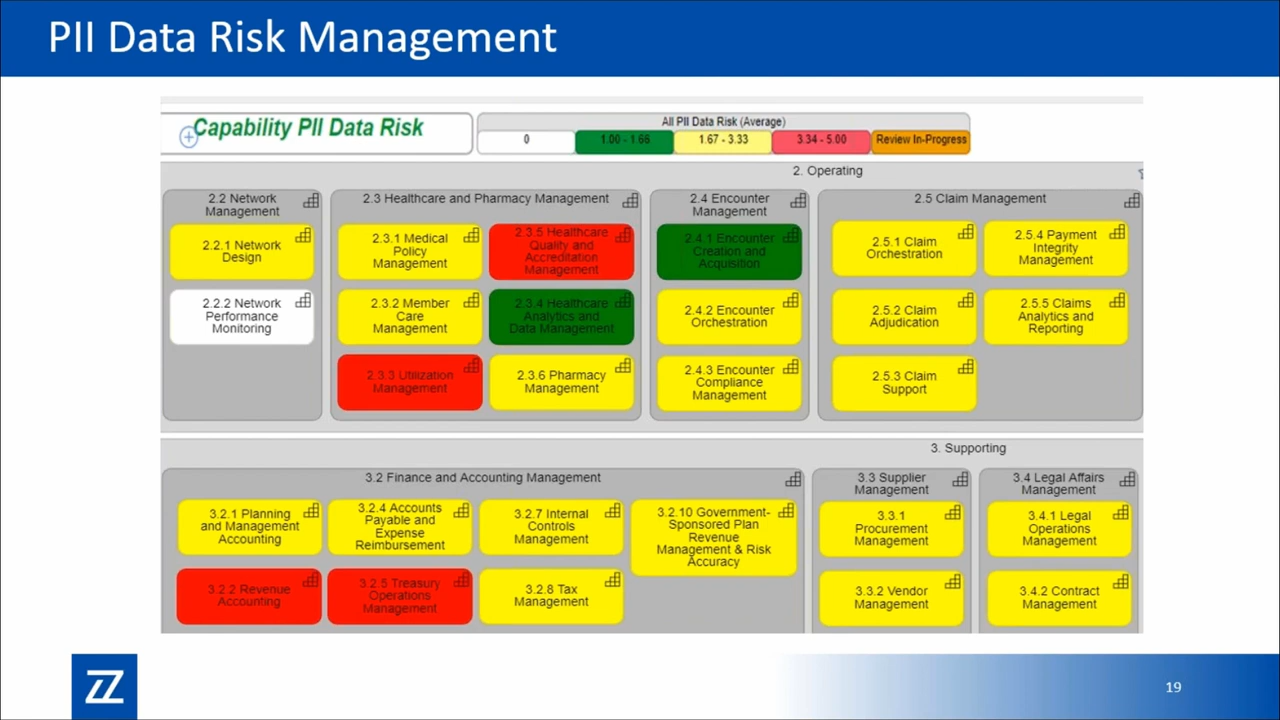 PII Data Risk Management
Capability PII Data Risk
All PII Data Risk (Average)
0
1.00 - 1.66
1.67 - 3.33
3.34 - 5.00
Review In-Progress
2. Operating
2.2 Network
Management
2.2.1 Network
Design
2.2.2 Network
Performance
Monitoring
2.3 Healthcare and Pharmacy Management
2.3.1 Medical
Policy
Management
2.3.5 Healthcare
Quality and
Accreditation
Management
2.3.2 Member
Care
Management
2.3.4 Healthcare
Analytics and
Data Management
2.3.3 Utilization
Management
2.3.6 Pharmacy
Management
2.4 Encounter
Management
2.4.1 Encounter
Creation and
Acquisition
2.4.2 Encounter
Orchestration
2.4.3 Encounter
Compliance
Management
2.5 Claim Management
2.5.1 Claim
Orchestration
2.5.4 Payment
Integrity
Management
2.5.2 Claim
Adjudication
2.5.5 Claims
Analytics and
Reporting
2.5.3 Claim
Support
3. Supporting
3.2 Finance and Accounting Management
3.2.1 Planning
and Management
Accounting
3.2.4 Accounts
Payable and
Expense
Reimbursement
3.2.7 Internal
Controls
Management
3.2.10 Government-
Sponsored Plan
Revenue
Management & Risk
Accuracy
3.2.2 Revenue
Accounting
3.2.5 Treasury
Operations
Management
3.2.8 Tax
Management
3.3 Supplier
Management
3.3.1
Procurement
Management
3.3.2 Vendor
Management
3.4 Legal Affairs
Management
3.4.1 Legal
Operations
Management
3.4.2 Contract
Management
19